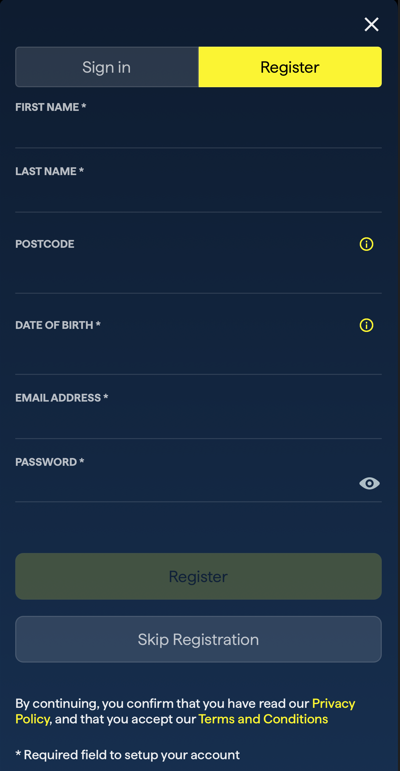 Sign in
Register
FIRST NAME *
LAST NAME *
POSTCODE
DATE OF BIRTH *
EMAIL ADDRESS *
PASSWORD *
Register
Skip Registration
By continuing, you confirm that you have read our Privacy
Policy, and that you accept our Terms and Conditions
* Required field to setup your account